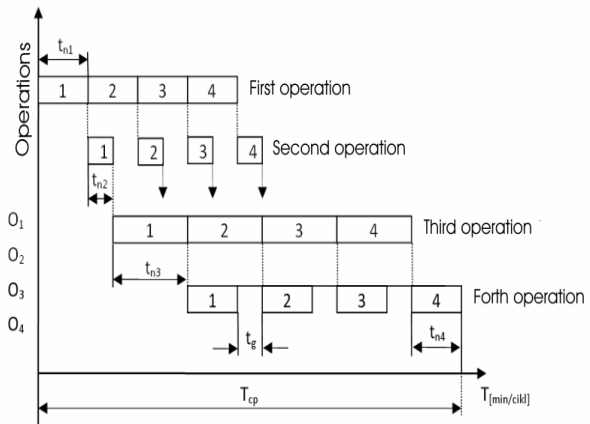 Operations
tn1
1 2 3 4 First operation
1 2 3 4 Second operation
tn2
O1
1 2 3 4 Third operation
O2
tn3
O3
1 2 3 4 Forth operation
O4
tg
tn4
Tcp
T[min/cikl]